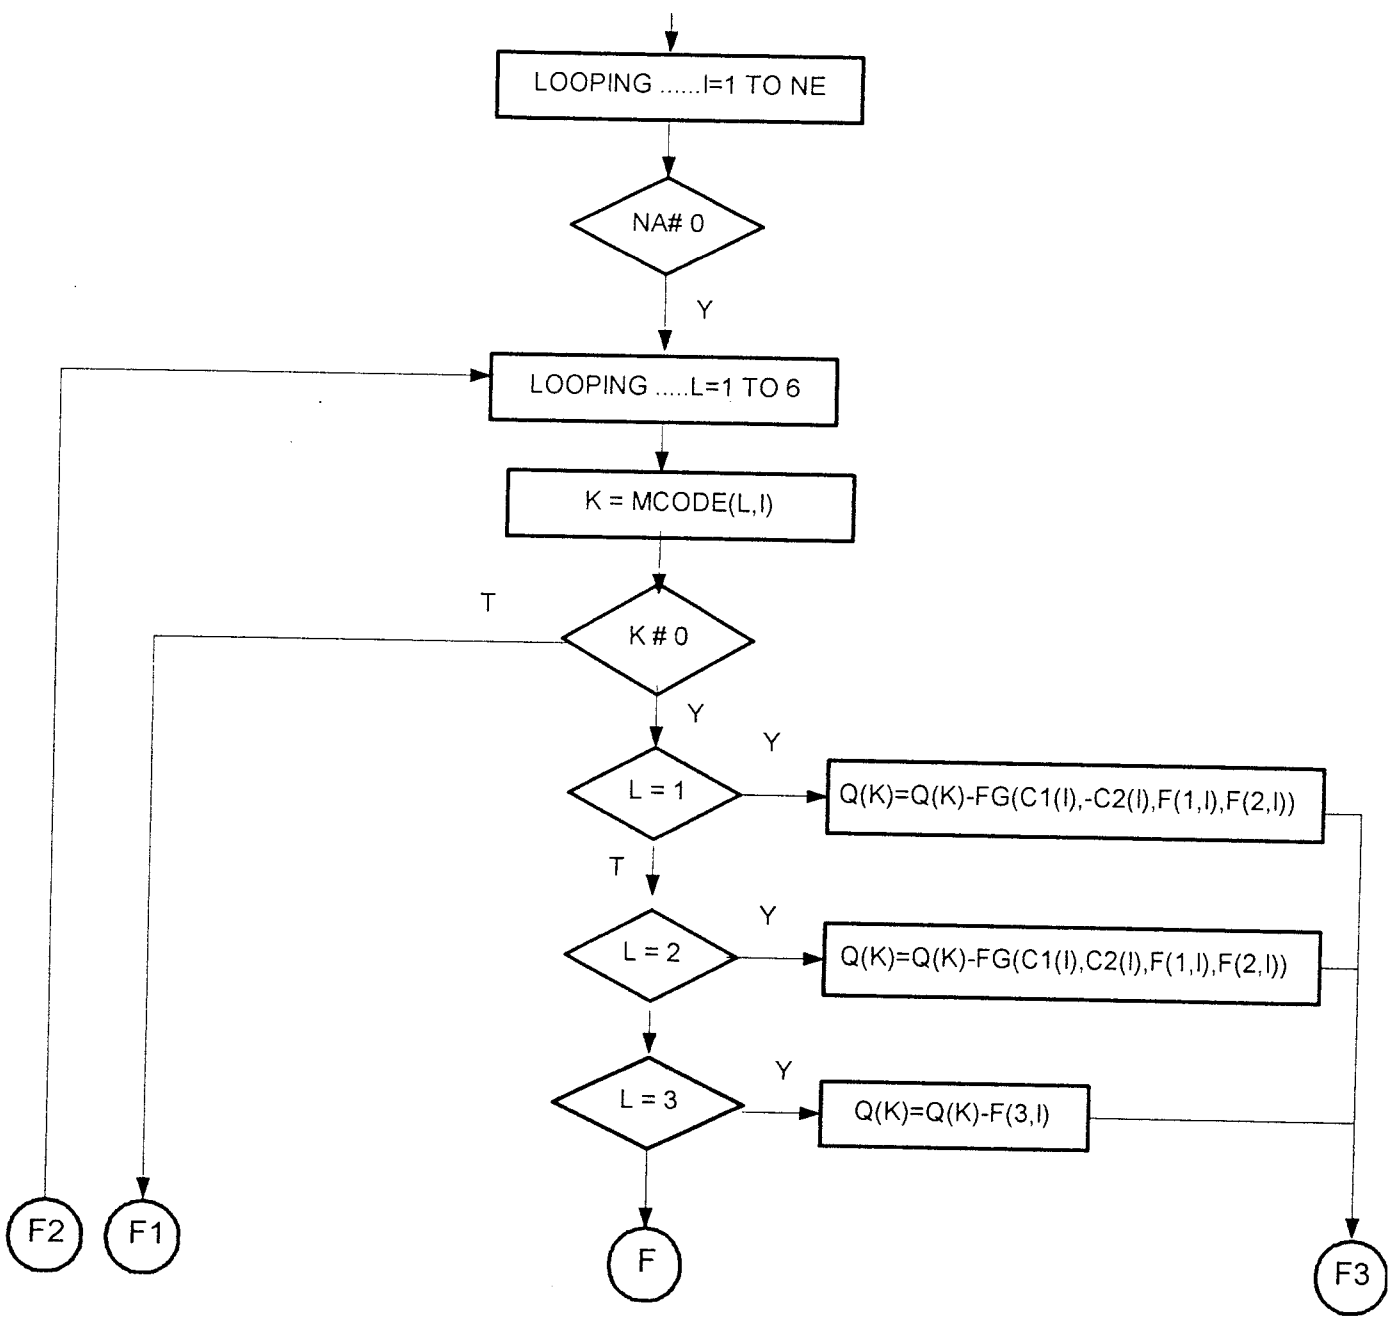 LOOPING ......I=1 TO NE
NA# 0
Y
LOOPING .....L=1 TO 6
K = MCODE(L,I)
T
K # 0
Y
Y
L = 1
Q(K)=Q(K)-FG(C1(I),-C2(I),F(1,I),F(2,I))
T
Y
L = 2
Q(K)=Q(K)-FG(C1(I),C2(I),F(1,I),F(2,I))
Y
L = 3
Q(K)=Q(K)-F(3,I)
F2
F1
F
F3